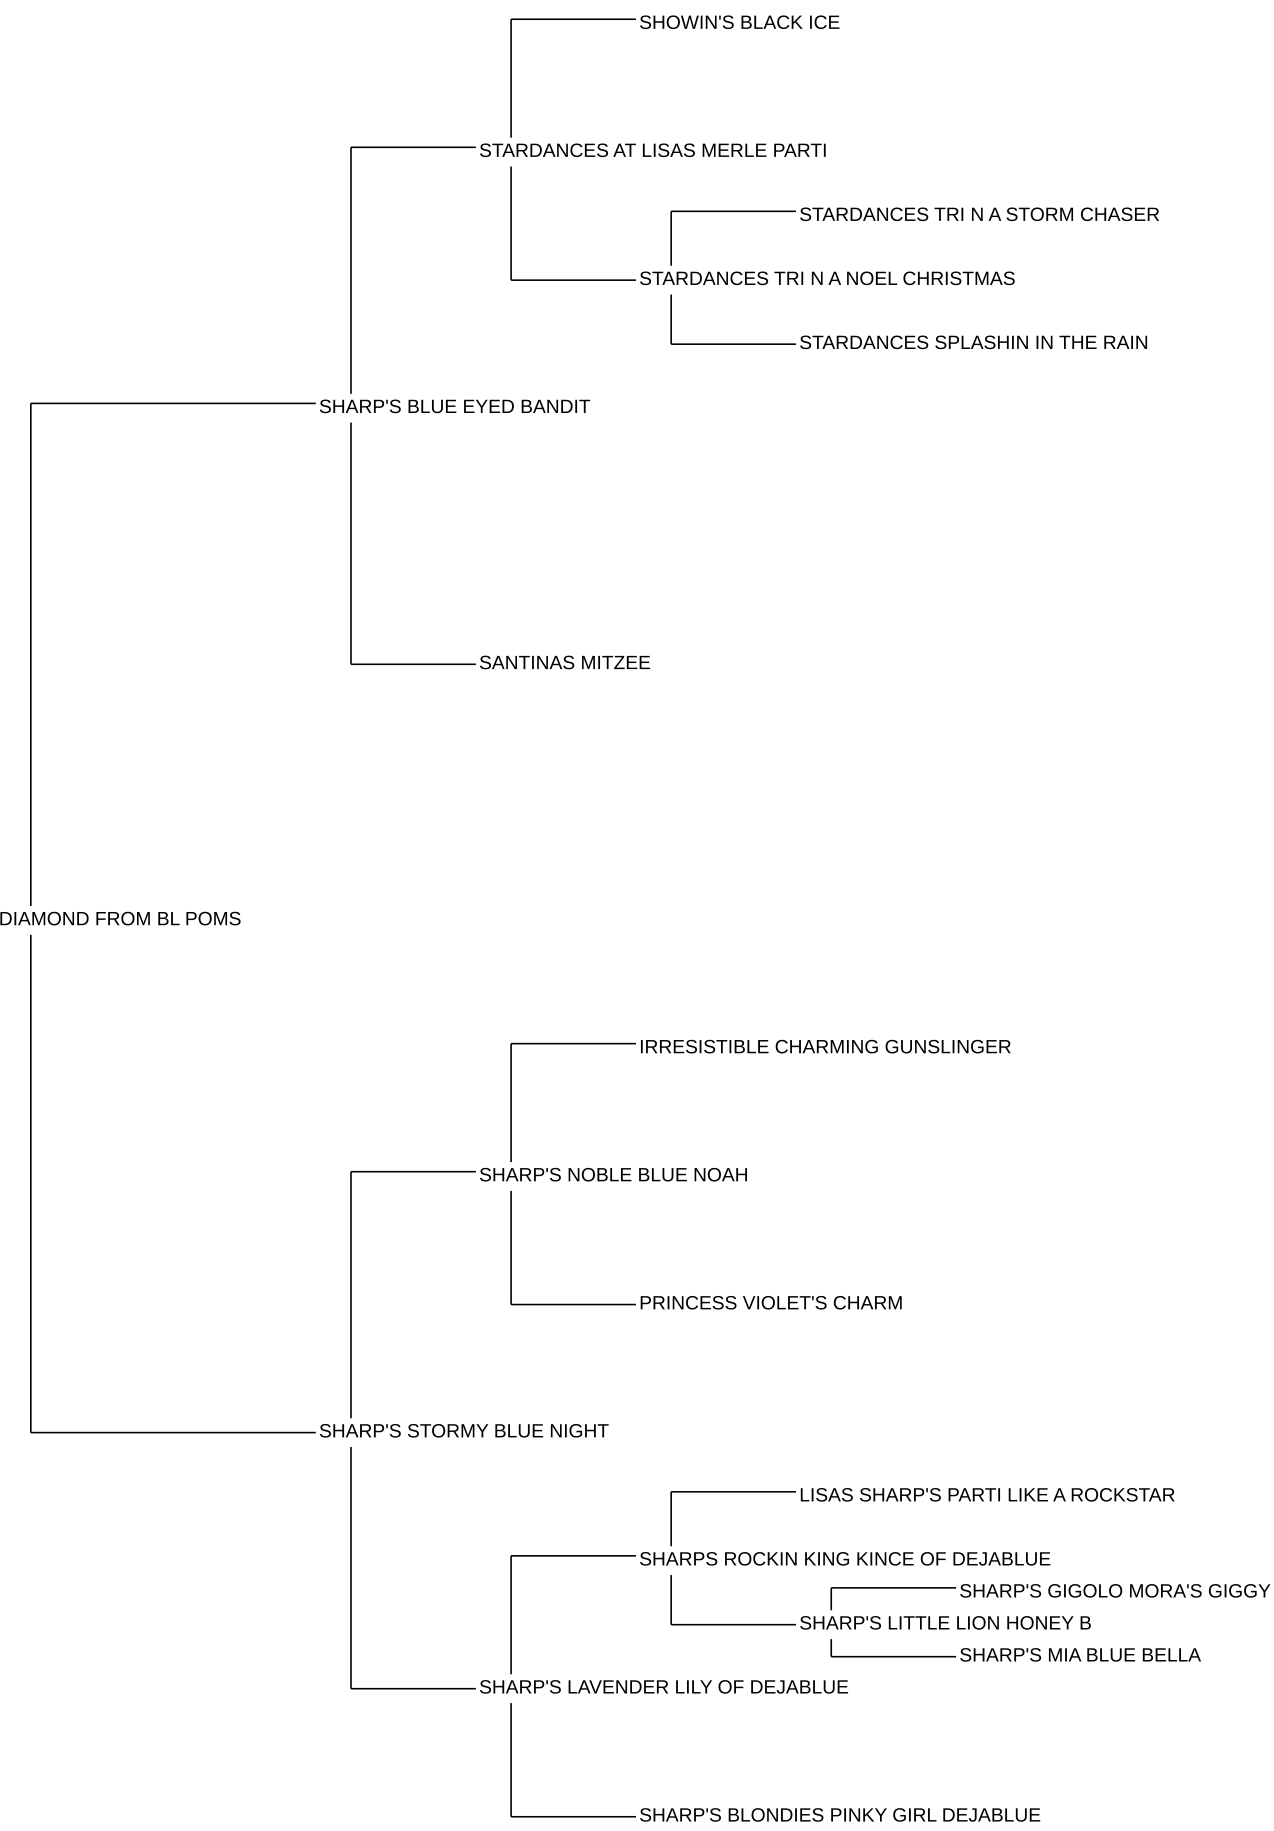 SHOWIN'S BLACK ICE
STARDANCES AT LISAS MERLE PARTI
STARDANCES TRI N A STORM CHASER
STARDANCES TRI N A NOEL CHRISTMAS
STARDANCES SPLASHIN IN THE RAIN
SHARP'S BLUE EYED BANDIT
SANTINAS MITZEE
DIAMOND FROM BL POMS
IRRESISTIBLE CHARMING GUNSLINGER
SHARP'S NOBLE BLUE NOAH
PRINCESS VIOLET'S CHARM
SHARP'S STORMY BLUE NIGHT
LISAS SHARP'S PARTI LIKE A ROCKSTAR
SHARPS ROCKIN KING KINCE OF DEJABLUE
SHARP'S GIGOLO MORA'S GIGGY
SHARP'S LITTLE LION HONEY B
SHARP'S MIA BLUE BELLA
SHARP'S LAVENDER LILY OF DEJABLUE
SHARP'S BLONDIES PINKY GIRL DEJABLUE